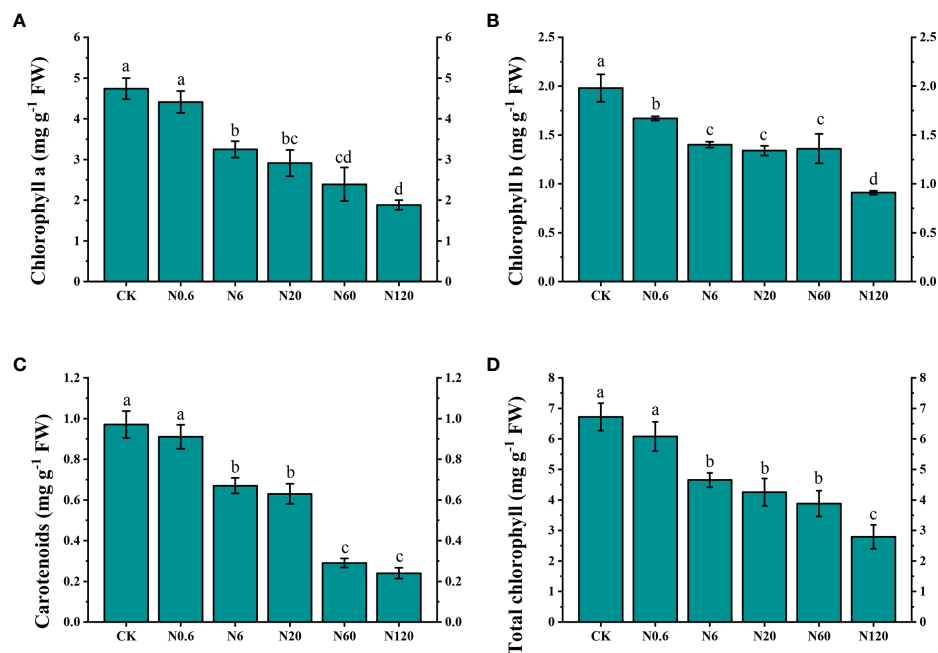 A
Chlorophyll a (mg g⁻¹ FW)
6 6
5 5
4 4
3 3
2 2
1 1
0 0
a a b bc cd d
CK N0.6 N6 N20 N60 N120
B
Chlorophyll b (mg g⁻¹ FW)
2.5 2.5
2.0 2.0
1.5 1.5
1.0 1.0
0.5 0.5
0.0 0.0
a b c c c d
CK N0.6 N6 N20 N60 N120
C
Carotenoids (mg g⁻¹ FW)
1.2 1.2
1.0 1.0
0.8 0.8
0.6 0.6
0.4 0.4
0.2 0.2
0.0 0.0
a a b b c c
CK N0.6 N6 N20 N60 N120
D
Total chlorophyll (mg g⁻¹ FW)
8 8
7 7
6 6
5 5
4 4
3 3
2 2
1 1
0 0
a a b b b c
CK N0.6 N6 N20 N60 N120